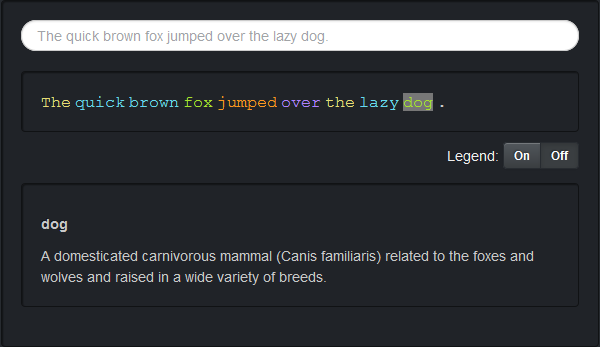 The quick brown fox jumped over the lazy dog.
The quick brown fox jumped over the lazy dog .
Legend: On Off
dog
A domesticated carnivorous mammal (Canis familiaris) related to the foxes and
wolves and raised in a wide variety of breeds.